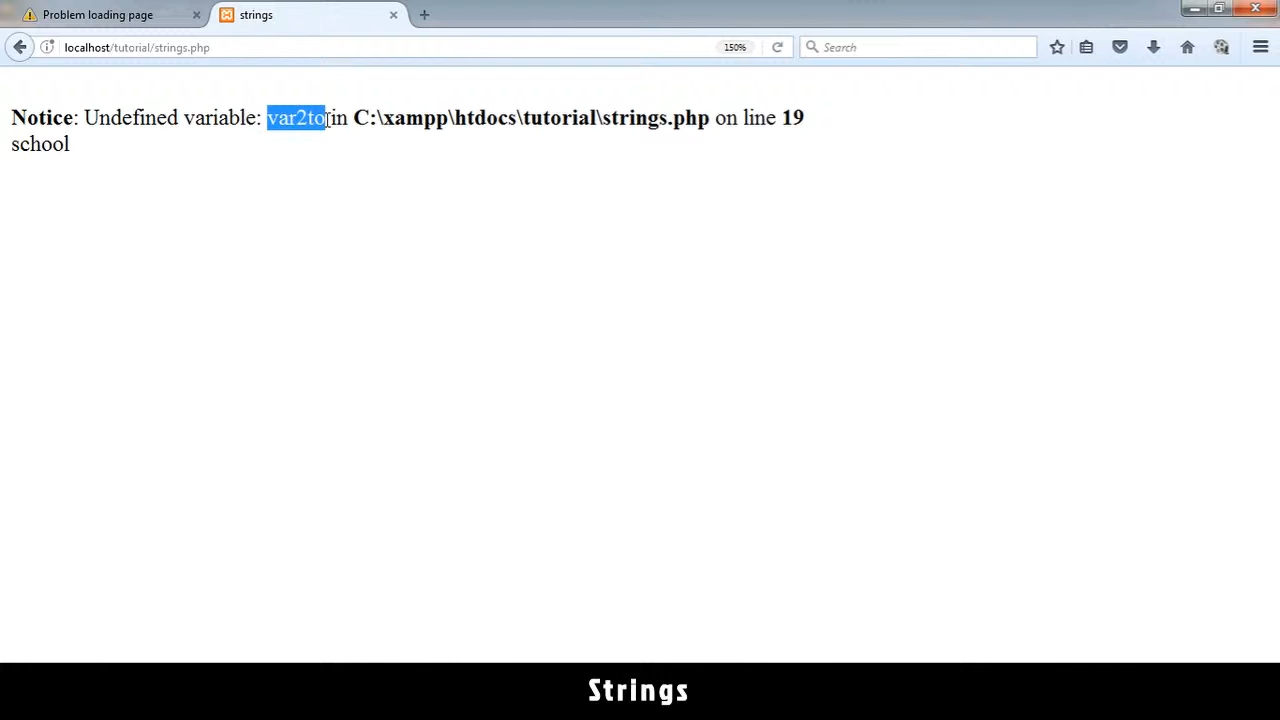 Problem loading page
strings
localhost/tutorial/strings.php
150%
Search
Notice: Undefined variable: var2to in C:\xampp\htdocs\tutorial\strings.php on line 19
school
Strings